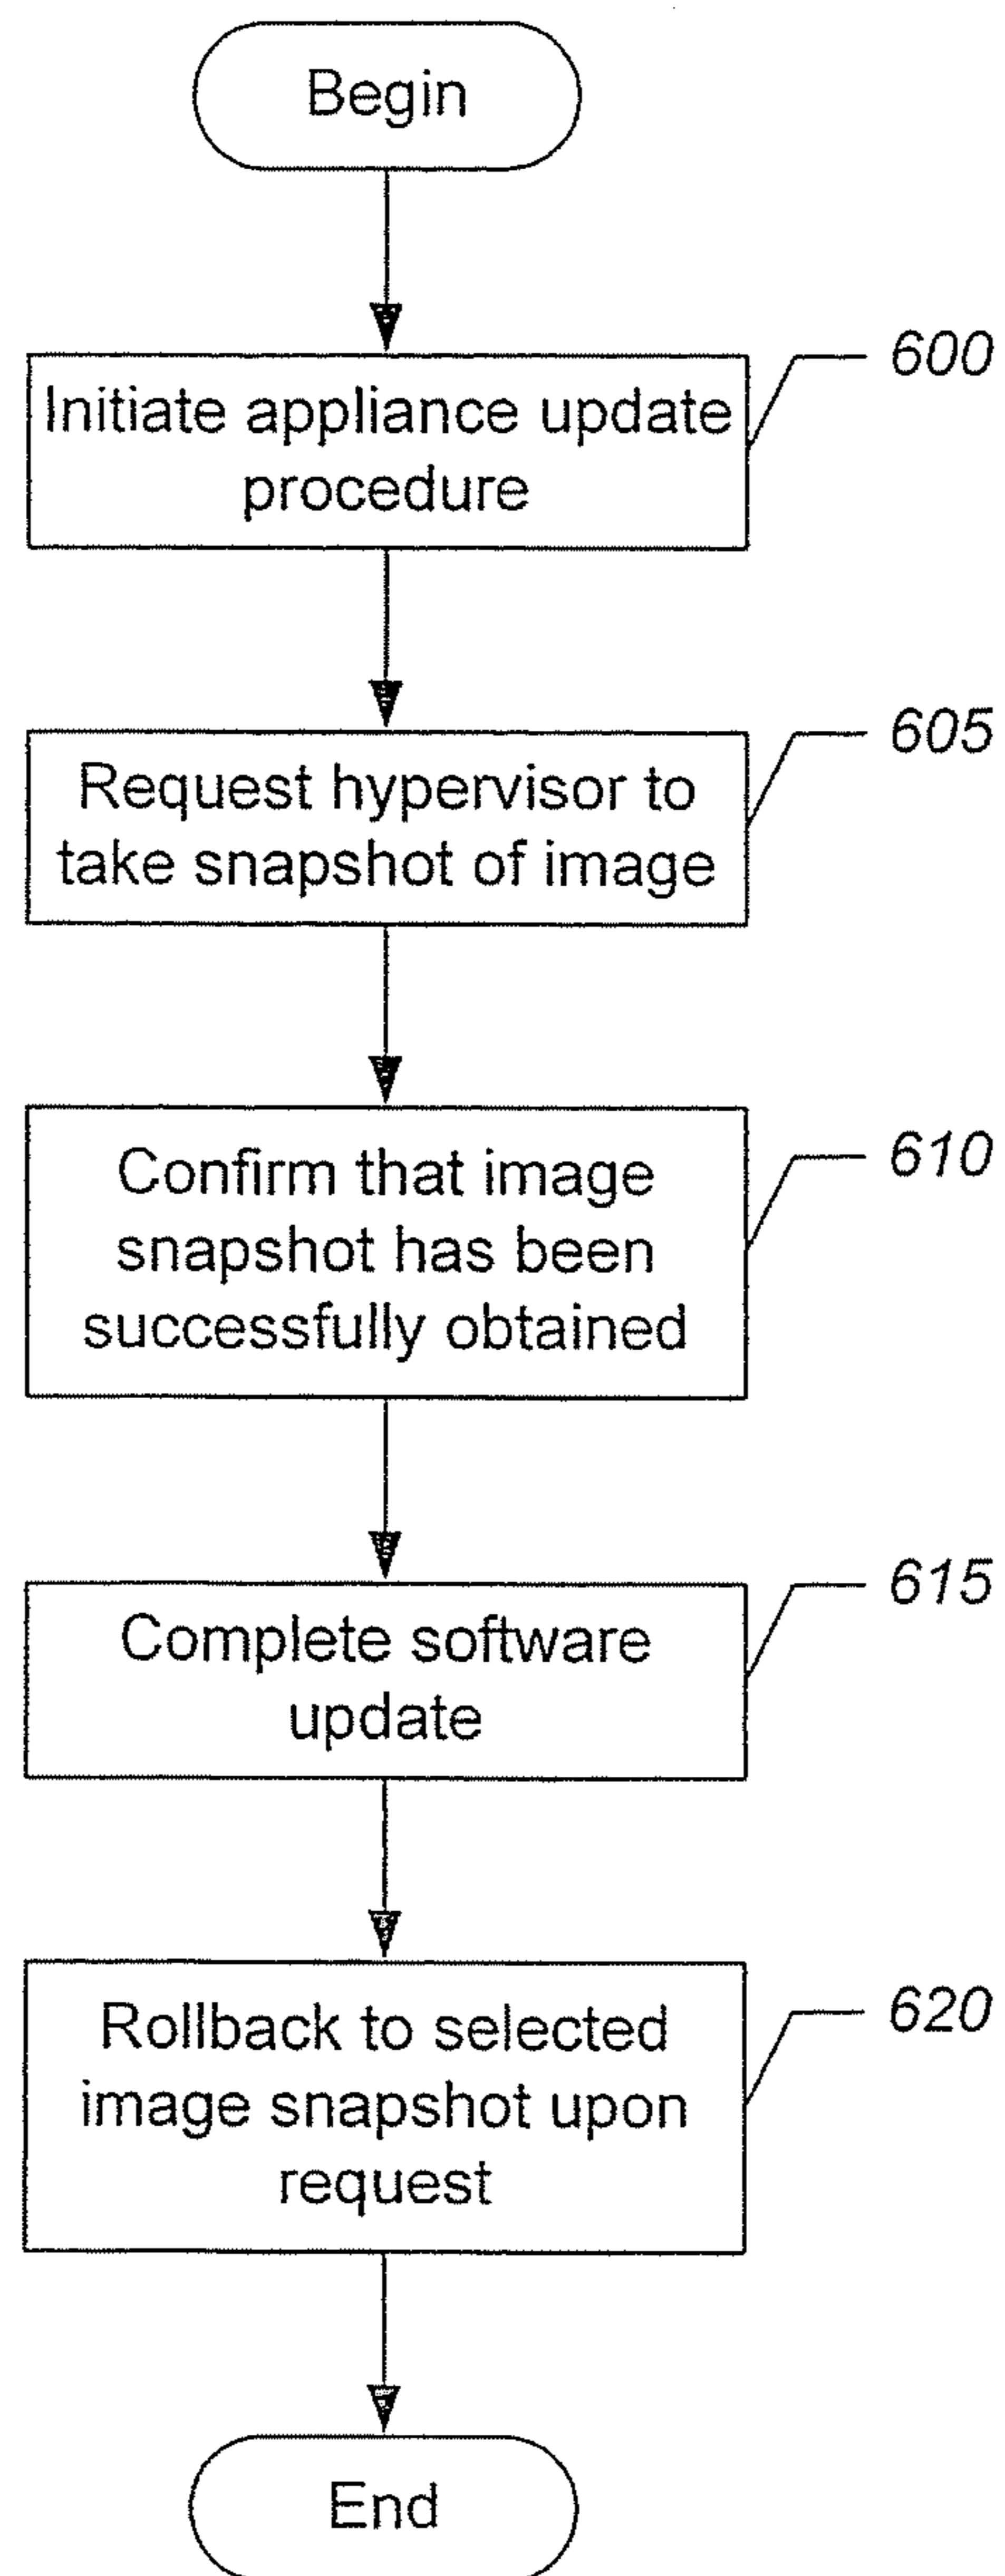 Begin
600
Initiate appliance update
procedure
605
Request hypervisor to
take snapshot of image
610
Confirm that image
snapshot has been
successfully obtained
615
Complete software
update
620
Rollback to selected
image snapshot upon
request
End